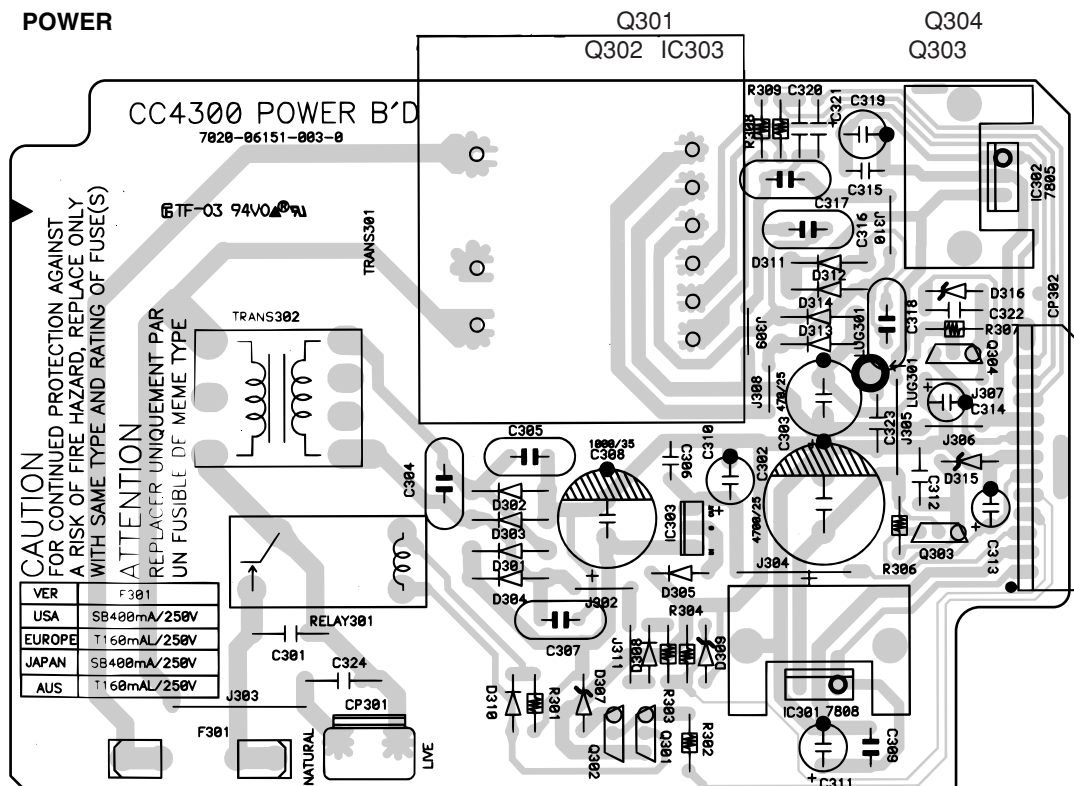 POWER
Q301
Q304
Q302 IC303
Q303
CC4300 POWER B'D
7020-06151-003-0
R309 C320
C321
C319
R308
C315
C317
C316
J310
IC302
7805
TF-03 94V0
TRANS301
D311
D312
D314
D313
J309
LUG301
C318
D316
C322
R307
CP302
Q304
TRANS302
J308
470/25
C303
LUG301
J305
C323
J307
C314
J306
D315
CAUTION
FOR CONTINUED PROTECTION AGAINST
A RISK OF FIRE HAZARD, REPLACE ONLY
WITH SAME TYPE AND RATING OF FUSE(S)
ATTENTION
REPLACER UNIQUEMENT PAR
UN FUSIBLE DE MEME TYPE
C305
C304
1000/35
C308
C306
C310
C302
4700/25
C312
D302
D303
D301
D304
IC303
J304
R306
Q303
C313
D305
J302
R304
C307
VER F301
USA SB400mA/250V
EUROPE T160mAL/250V
JAPAN SB400mA/250V
AUS T160mAL/250V
RELAY301
C301
C324
J303
CP301
F301
NATURAL
LIVE
D310
R301
D307
Q302
J311
D308
R303
Q301
D309
R302
IC301 7808
C309
C311